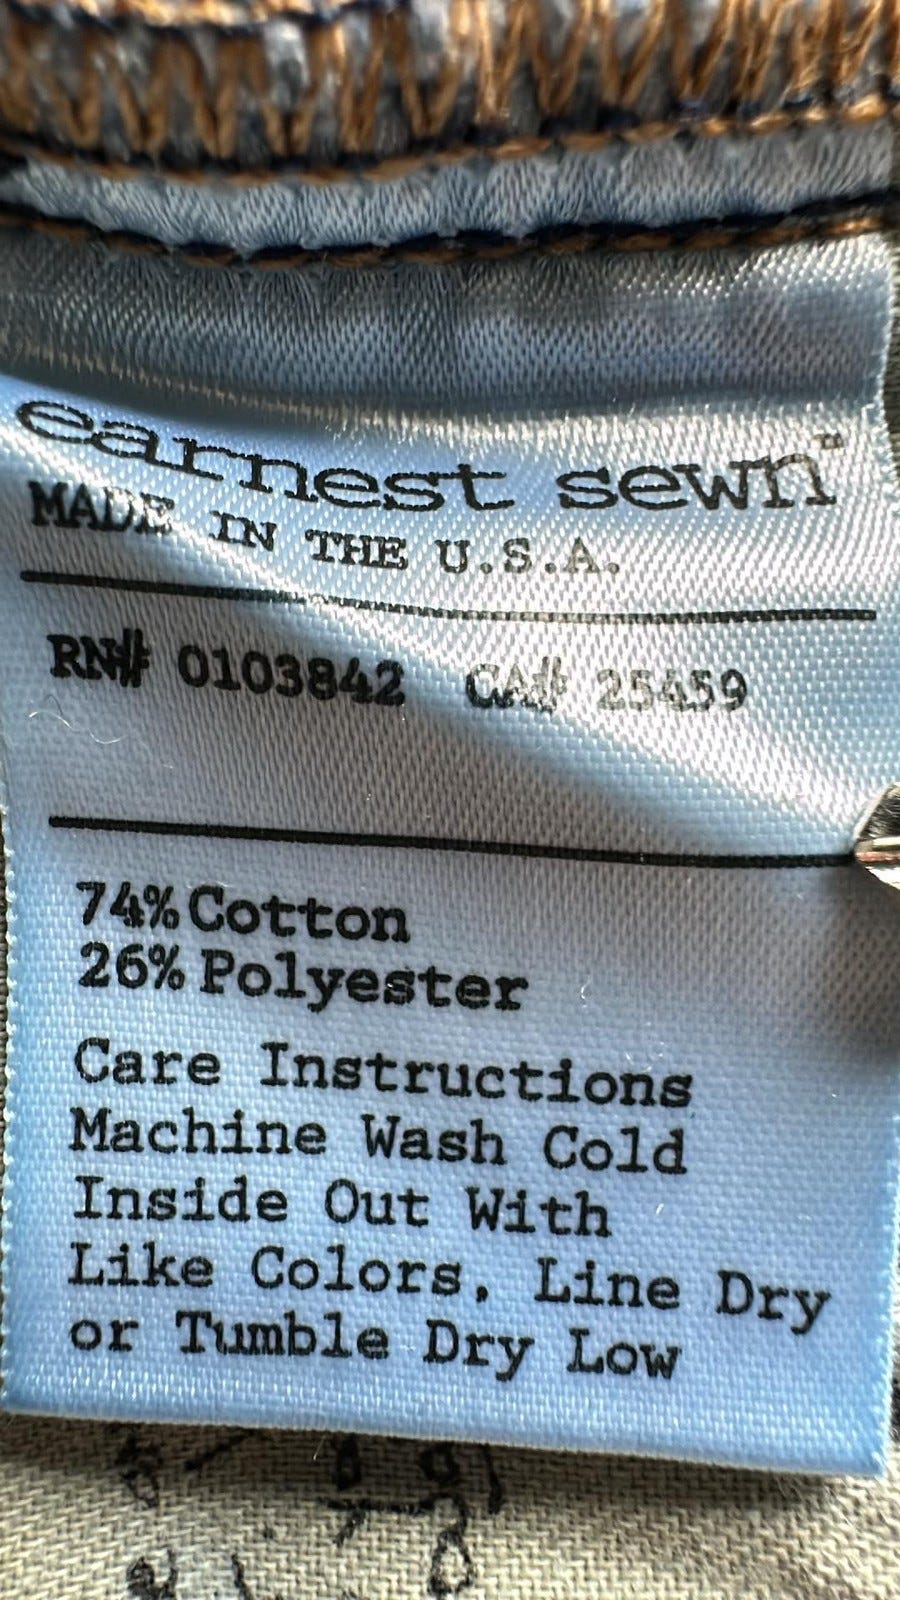 earnest sewn™
MADE IN THE U.S.A.
RN# 0103842 CA# 25459
74% Cotton
26% Polyester
Care Instructions
Machine Wash Cold
Inside Out With
Like Colors, Line Dry
or Tumble Dry Low